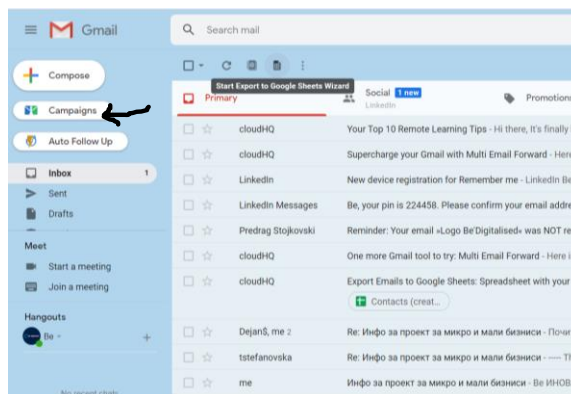 Gmail
Search mail
Compose
Start Export to Google Sheets Wizard
Campaigns
Primary
Social 1 new
LinkedIn
Promotion
Auto Follow Up
cloudHQ Your Top 10 Remote Learning Tips - Hi there, It's finally
cloudHQ Supercharge your Gmail with Multi Email Forward - Here
Inbox 1
LinkedIn New device registration for Remember me - LinkedIn Be
Sent
Drafts
LinkedIn Messages Be, your pin is 224458. Please confirm your email addre
Predrag Stojkovski Reminder: Your email »Logo Be'Digitalised« was NOT re
Meet
Start a meeting
cloudHQ One more Gmail tool to try: Multi Email Forward - Here i
Join a meeting
cloudHQ Export Emails to Google Sheets: Spreadsheet with your
Contacts (creat...
Hangouts
Be
Dejan$, me 2 Re: Инфо за проект за микро и мали бизниси - Почи
tstefanovska Re: Инфо за проект за микро и мали бизниси - ---- Th
me Инфо за проект за микро и мали бизниси - Be ИНОВ
No recent chats